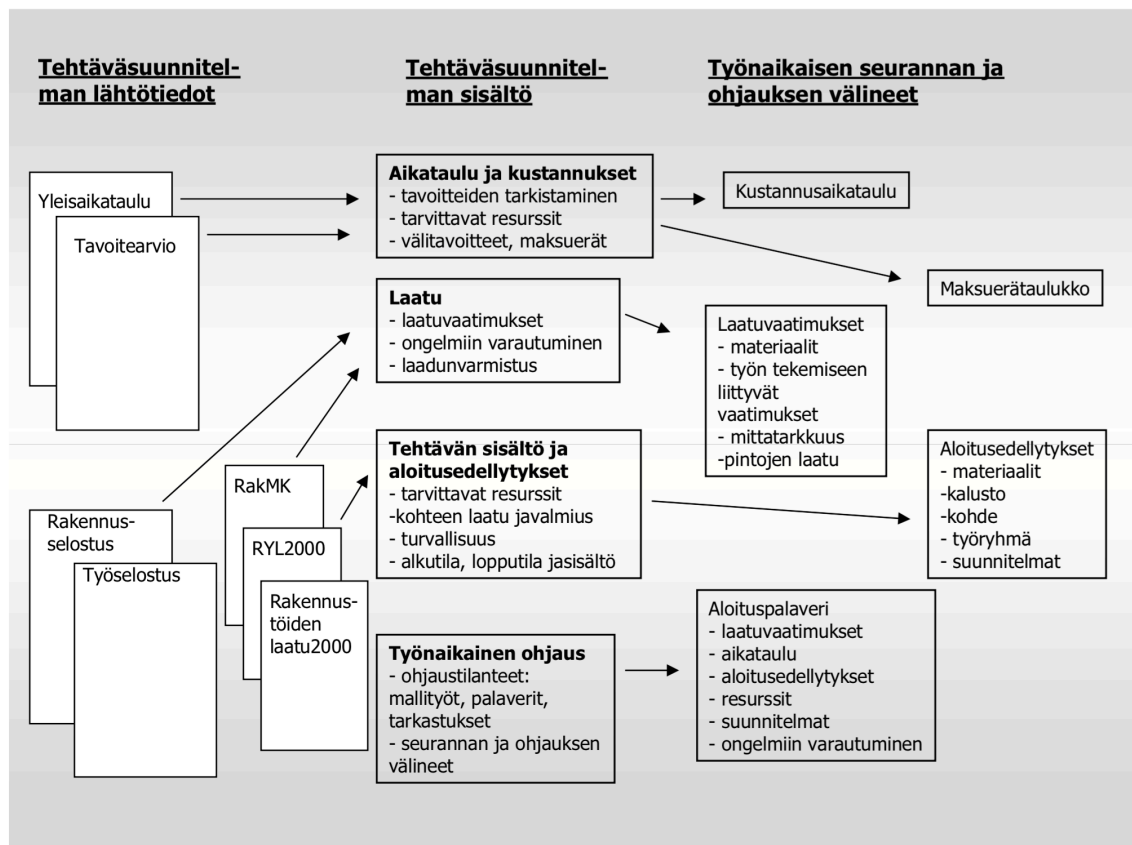 Tehtäväsuunnitel-
man lähtötiedot
Tehtäväsuunnitel-
man sisältö
Työnaikaisen seurannan ja
ohjauksen välineet
Yleisaikataulu
Tavoitearvio
Rakennus-
selostus
Työselostus
RakMK
RYL2000
Rakennus-
töiden
laatu2000
Aikataulu ja kustannukset
- tavoitteiden tarkistaminen
- tarvittavat resurssit
- välitavoitteet, maksuerät
Laatu
- laatuvaatimukset
- ongelmiin varautuminen
- laadunvarmistus
Tehtävän sisältö ja
aloitusedellytykset
- tarvittavat resurssit
-kohteen laatu javalmius
- turvallisuus
- alkutila, lopputila jasisältö
Työnaikainen ohjaus
- ohjaustilanteet:
mallityöt, palaverit,
tarkastukset
- seurannan ja ohjauksen
välineet
Kustannusaikataulu
Maksuerätaulukko
Laatuvaatimukset
- materiaalit
- työn tekemiseen
liittyvät
vaatimukset
- mittatarkkuus
-pintojen laatu
Aloitusedellytykset
- materiaalit
-kalusto
-kohde
- työryhmä
- suunnitelmat
Aloituspalaveri
- laatuvaatimukset
- aikataulu
- aloitusedellytykset
- resurssit
- suunnitelmat
- ongelmiin varautuminen